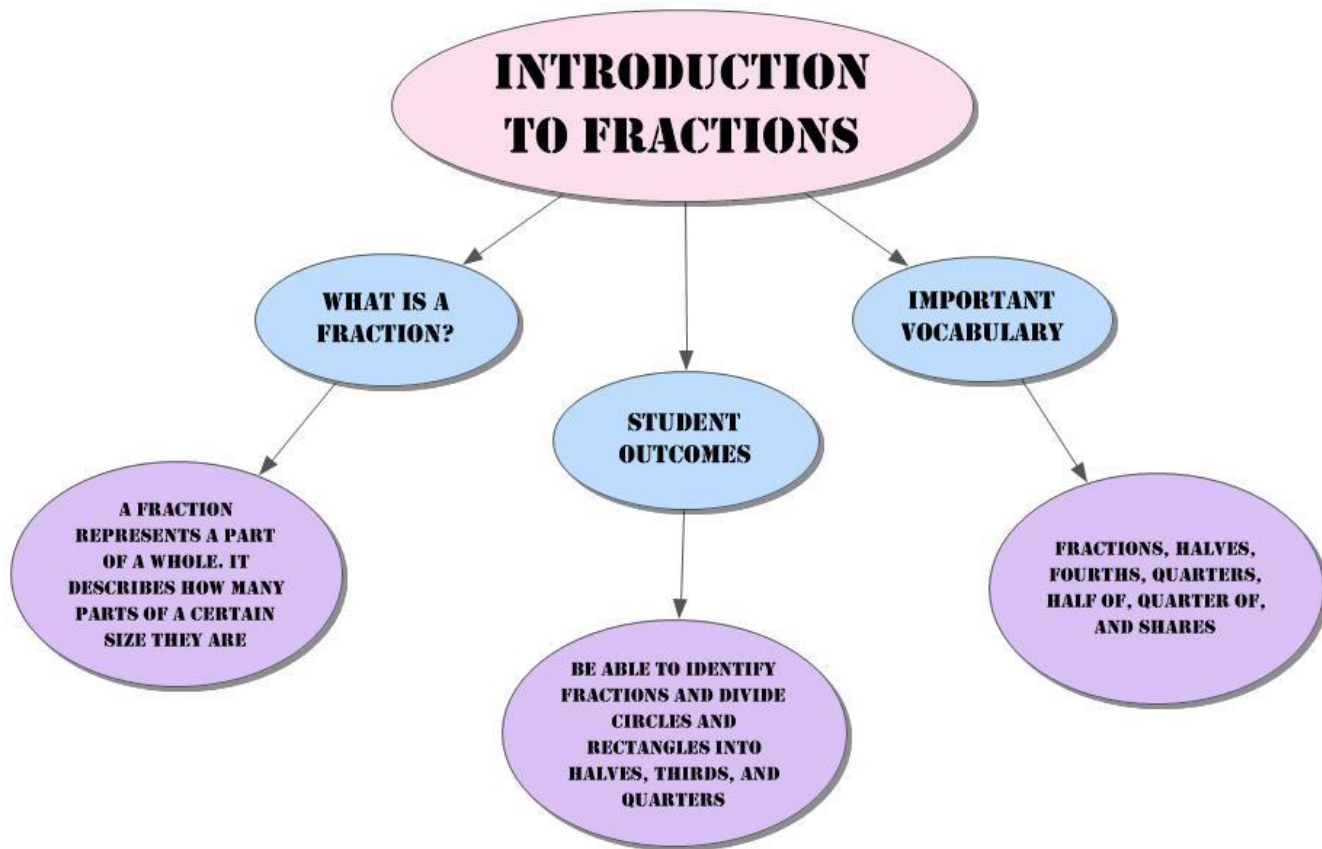 INTRODUCTION
TO FRACTIONS
WHAT IS A
FRACTION?
A FRACTION
REPRESENTS A PART
OF A WHOLE. IT
DESCRIBES HOW MANY
PARTS OF A CERTAIN
SIZE THEY ARE
STUDENT
OUTCOMES
BE ABLE TO IDENTIFY
FRACTIONS AND DIVIDE
CIRCLES AND
RECTANGLES INTO
HALVES, THIRDS, AND
QUARTERS
IMPORTANT
VOCABULARY
FRACTIONS, HALVES,
FOURTHS, QUARTERS,
HALF OF, QUARTER OF,
AND SHARES